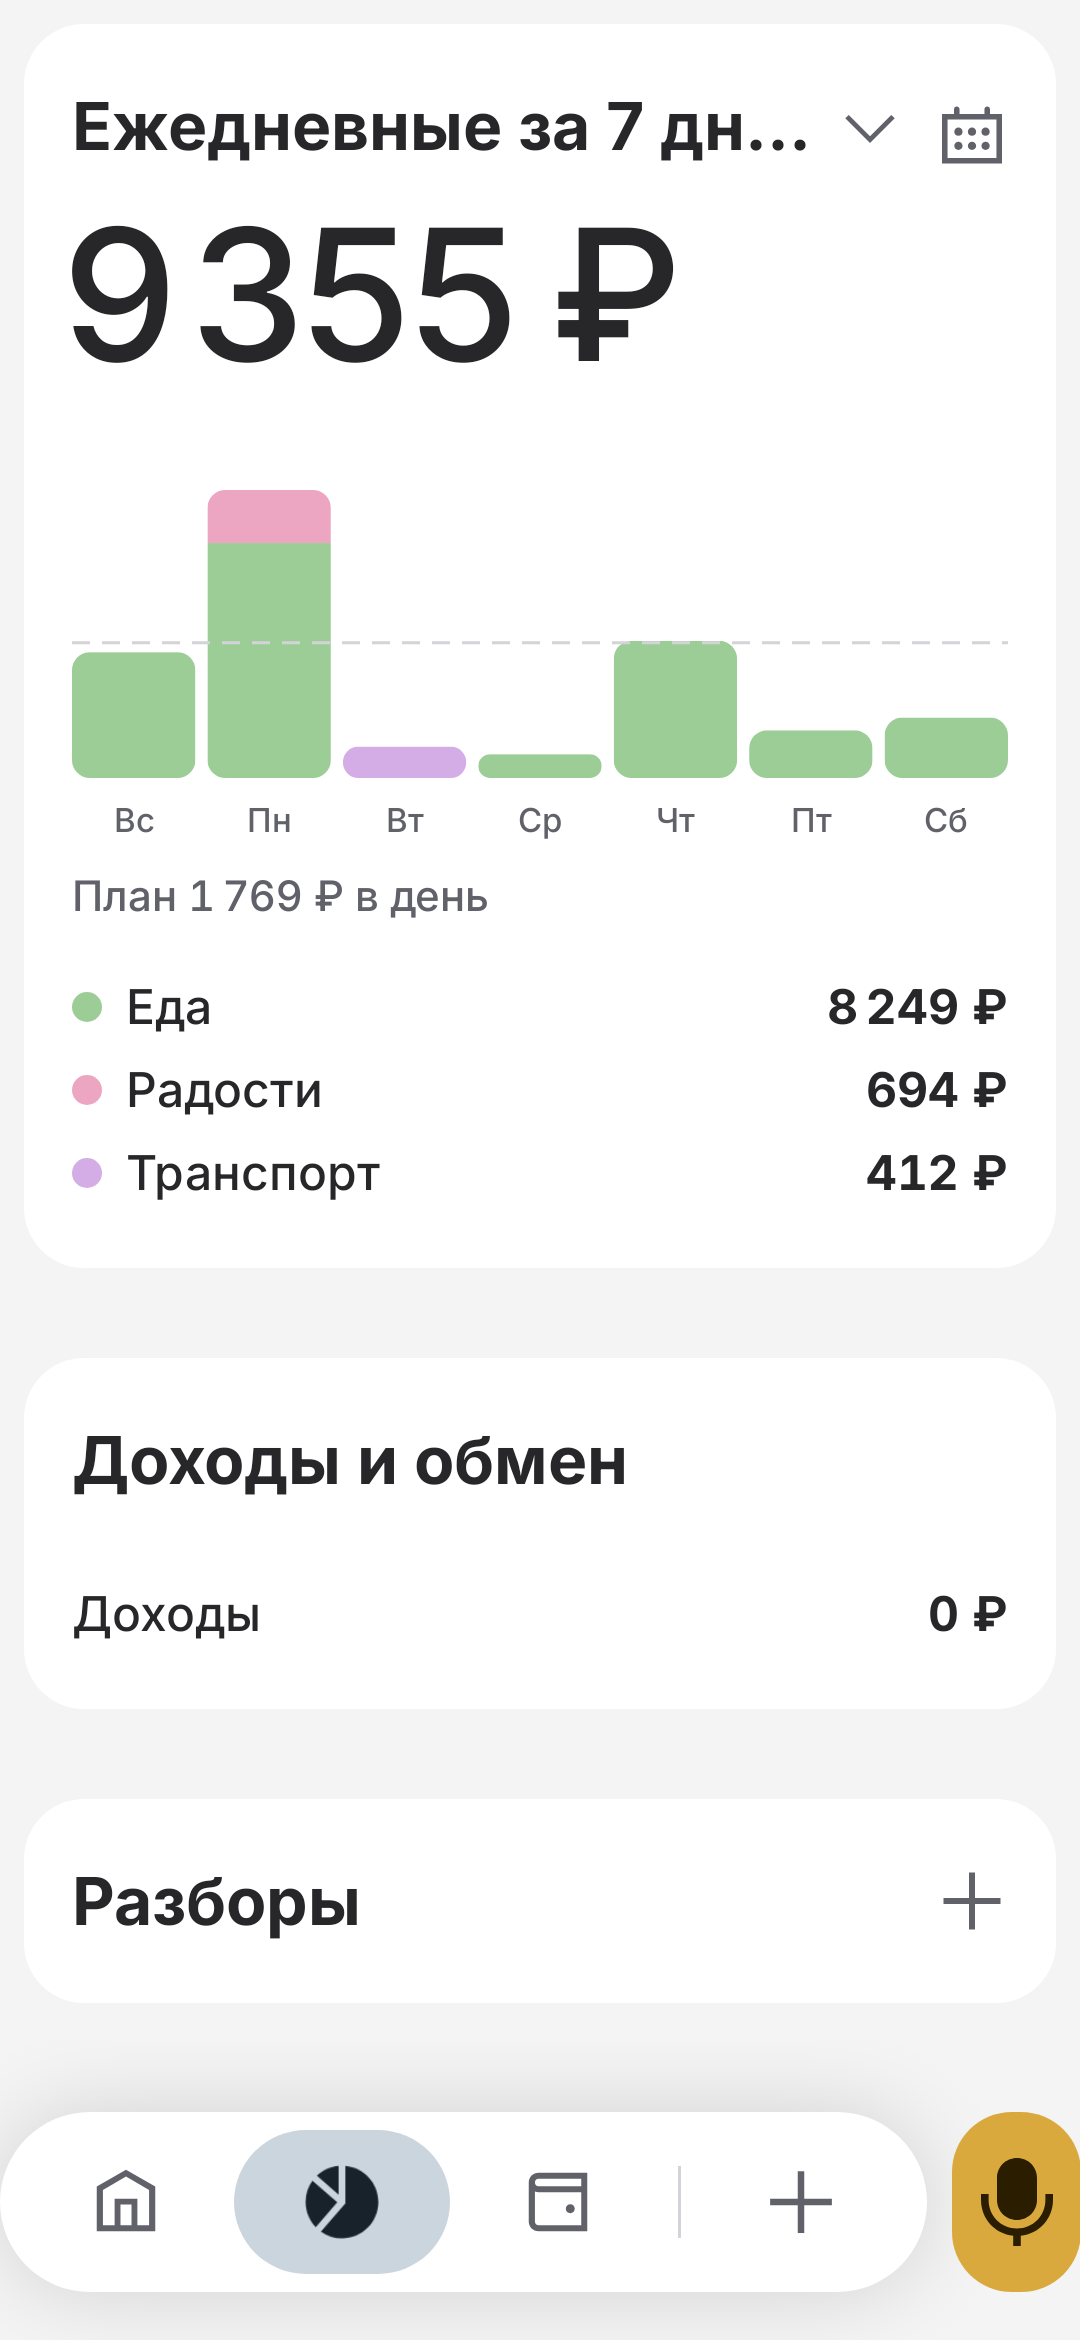 Ежедневные за 7 дн...
9 355 ₽
Вс Пн Вт Ср Чт Пт Сб
План 1 769 ₽ в день
Еда 8 249 ₽
Радости 694 ₽
Транспорт 412 ₽
Доходы и обмен
Доходы 0 ₽
Разборы